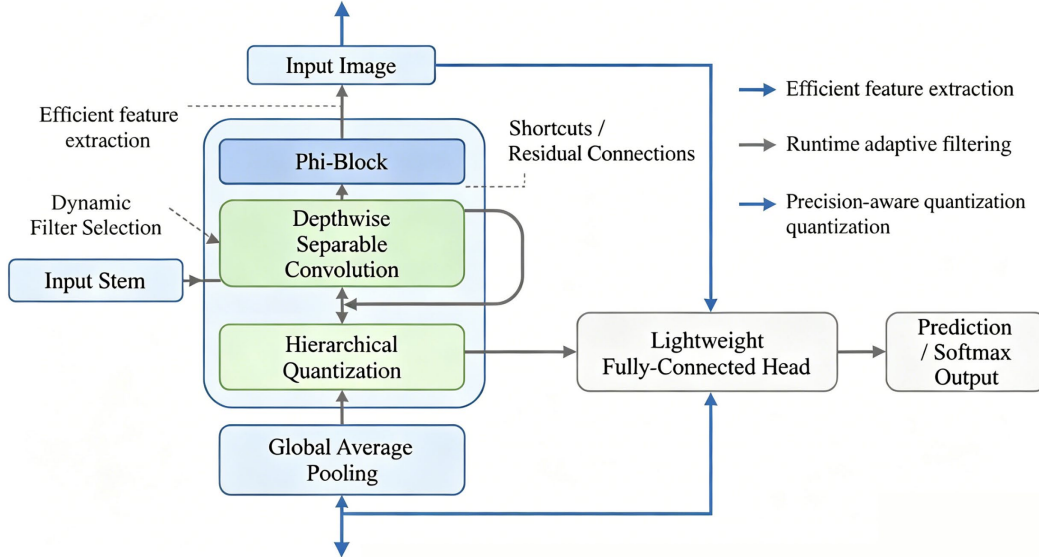 Input Image
Efficient feature
extraction
Phi-Block
Shortcuts /
Residual Connections
Dynamic
Filter Selection
Depthwise
Separable
Convolution
Input Stem
Hierarchical
Quantization
Global Average
Pooling
Lightweight
Fully-Connected Head
Prediction
/ Softmax
Output
Efficient feature extraction
Runtime adaptive filtering
Precision-aware quantization
quantization